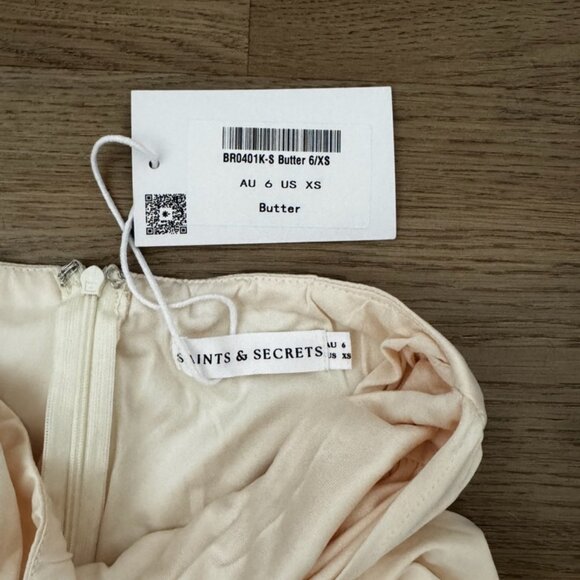 BR0401K-S Butter 6/XS
AU 6 US XS
Butter
SAINTS & SECRETS
AU 6
US XS